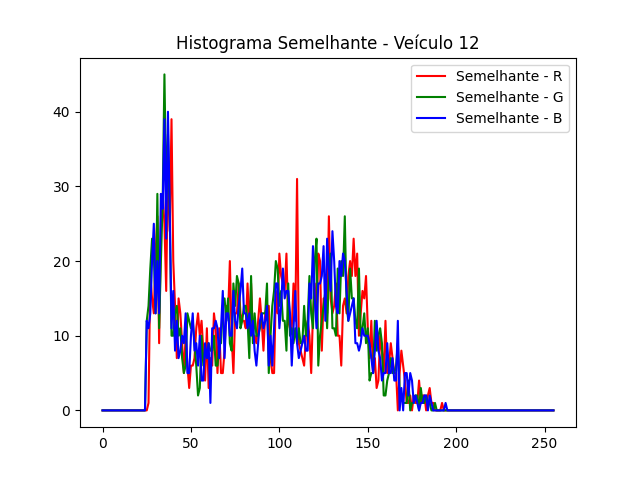 Histograma Semelhante - Veículo 12
Semelhante - R
Semelhante - G
Semelhante - B
40
30
20
10
0
0 50 100 150 200 250